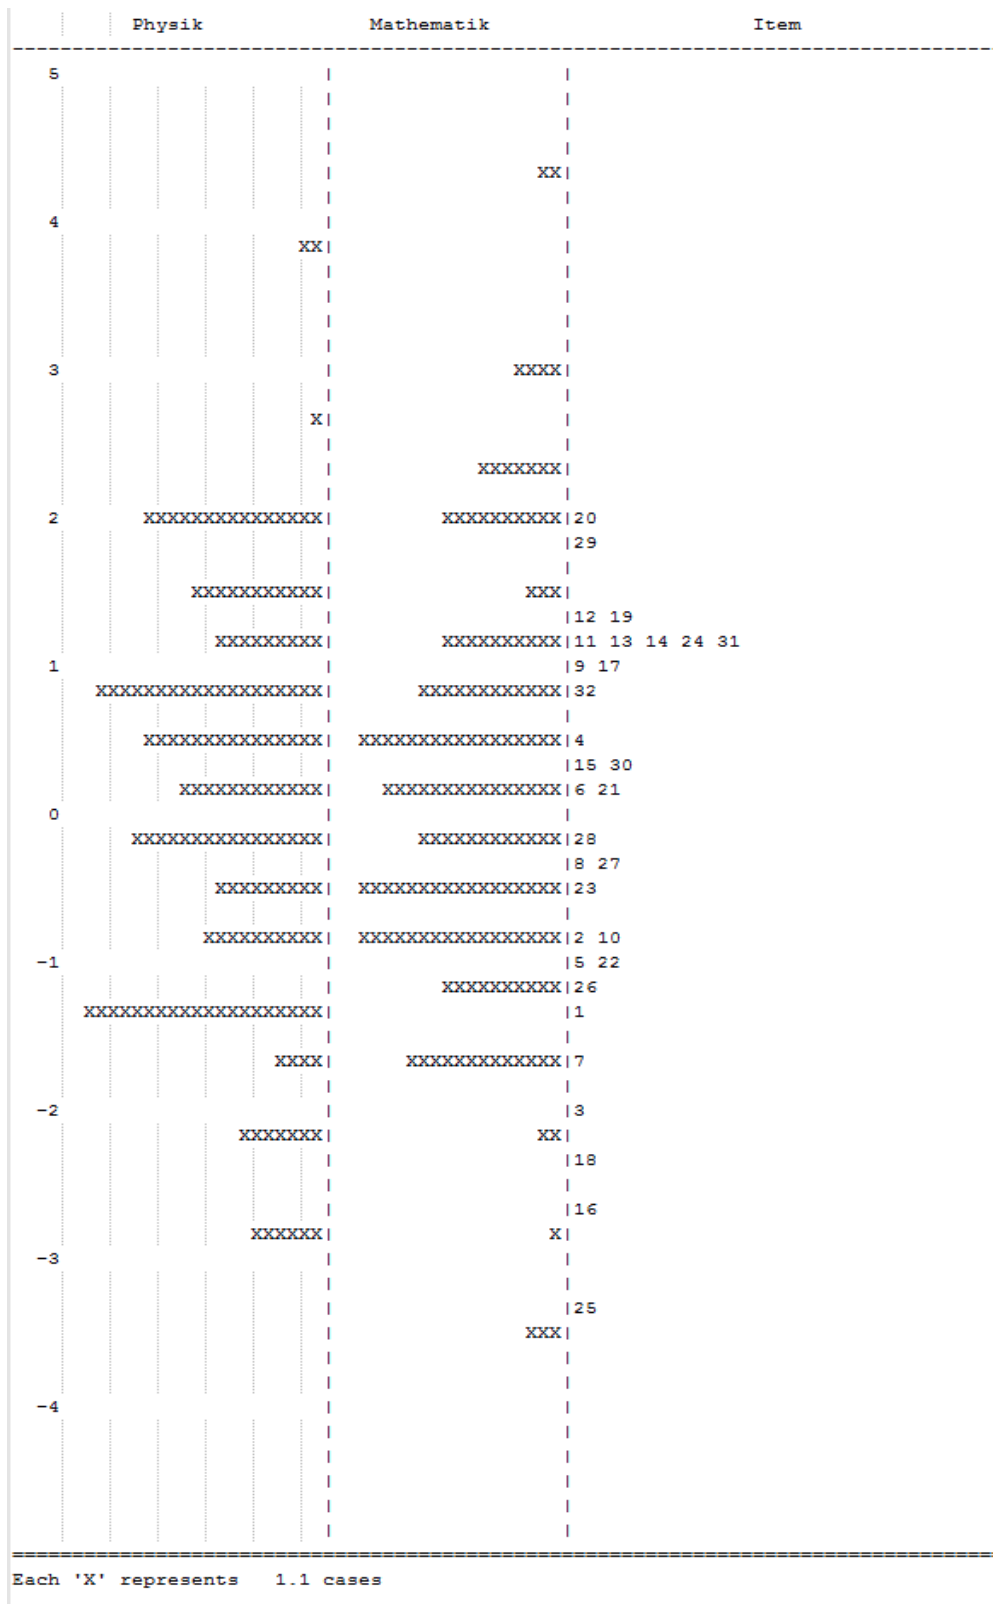 Physik Mathematik Item
5 | |
XX|
4 | |
XX| |
3 | XXXX|
X| |
| XXXXXXX|
2 XXXXXXXXXXXXXXX| XXXXXXXXXX|20
| |29
XXXXXXXXXXX| XXX|
| |12 19
XXXXXXXXX| XXXXXXXXXX|11 13 14 24 31
1 | |9 17
XXXXXXXXXXXXXXXXXXX| XXXXXXXXXXXX|32
XXXXXXXXXXXXXXX| XXXXXXXXXXXXXXXXX|4
| |15 30
XXXXXXXXXXXX| XXXXXXXXXXXXXXX|6 21
0 | |
XXXXXXXXXXXXXXXX| XXXXXXXXXXXX|28
| |8 27
XXXXXXXXX| XXXXXXXXXXXXXXXXX|23
XXXXXXXXXX| XXXXXXXXXXXXXXXXX|2 10
-1 | |5 22
| XXXXXXXXXX|26
XXXXXXXXXXXXXXXXXXXX| |1
XXXX| XXXXXXXXXXXXX|7
-2 | |3
XXXXXXX| XX|
| |18
| |16
XXXXXX| X|
-3 | |
| |25
| XXX|
-4 | |
Each 'X' represents 1.1 cases